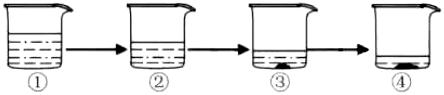 ① ② ③ ④